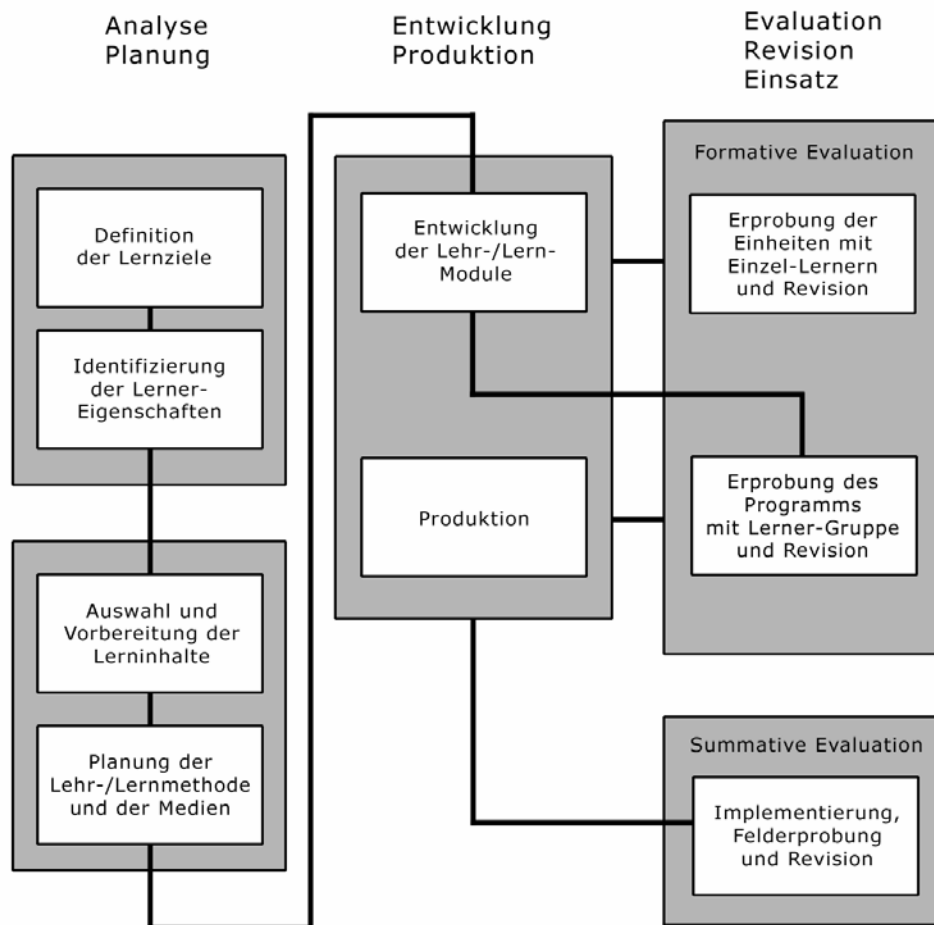 Analyse
Planung
Entwicklung
Produktion
Evaluation
Revision
Einsatz
Definition
der Lernziele
Identifizierung
der Lerner-
Eigenschaften
Auswahl und
Vorbereitung der
Lerninhalte
Planung der
Lehr-/Lernmethode
und der Medien
Entwicklung
der Lehr-/Lern-
Module
Produktion
Formative Evaluation
Erprobung der
Einheiten mit
Einzel-Lernern
und Revision
Erprobung des
Programms
mit Lerner-Gruppe
und Revision
Summative Evaluation
Implementierung,
Felderprobung
und Revision